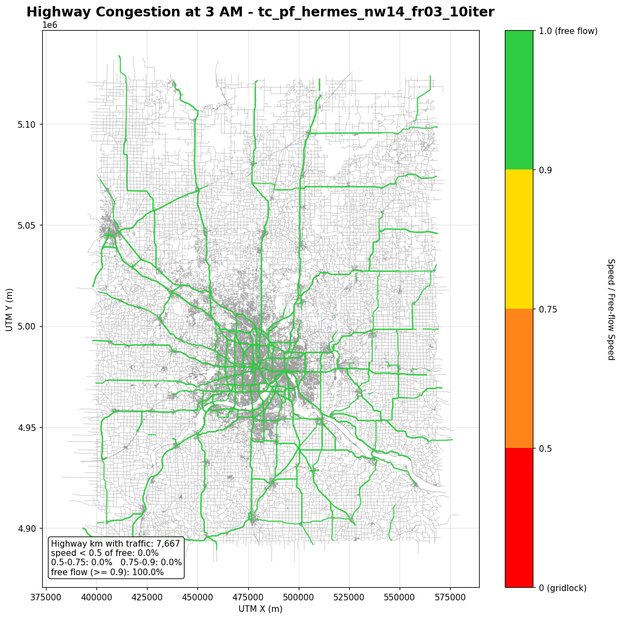 Highway Congestion at 3 AM - tc_pf_hermes_nw14_fr03_10iter
1e6
5.10
5.05
5.00
4.95
4.90
UTM Y (m)
375000 400000 425000 450000 475000 500000 525000 550000 575000
UTM X (m)
Highway km with traffic: 7,667
speed < 0.5 of free: 0.0%
0.5-0.75: 0.0%   0.75-0.9: 0.0%
free flow (>= 0.9): 100.0%
1.0 (free flow)
0.9
0.75
0.5
0 (gridlock)
Speed / Free-flow Speed